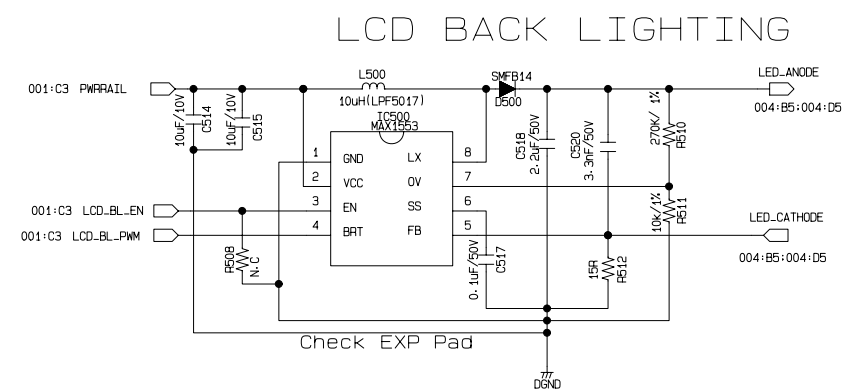 LCD BACK LIGHTING
001:C3 PWRRAIL
L500
10uH(LPF5017)
SMFB14
D500
LED_ANODE
004:B5;004:D5
10uF/10V
C514
10uF/10V
C515
IC500
MAX1553
1 GND LX 8
2 VCC OV 7
3 EN SS 6
4 BRT FB 5
C518
2.2uF/50V
C520
3.3nF/50V
270K/ 1%
R510
10k/1%
R511
001:C3 LCD_BL_EN
001:C3 LCD_BL_PWM
R508
N.C
0.1uF/50V
C517
15R
R512
LED_CATHODE
004:B5;004:D5
Check EXP Pad
DGND